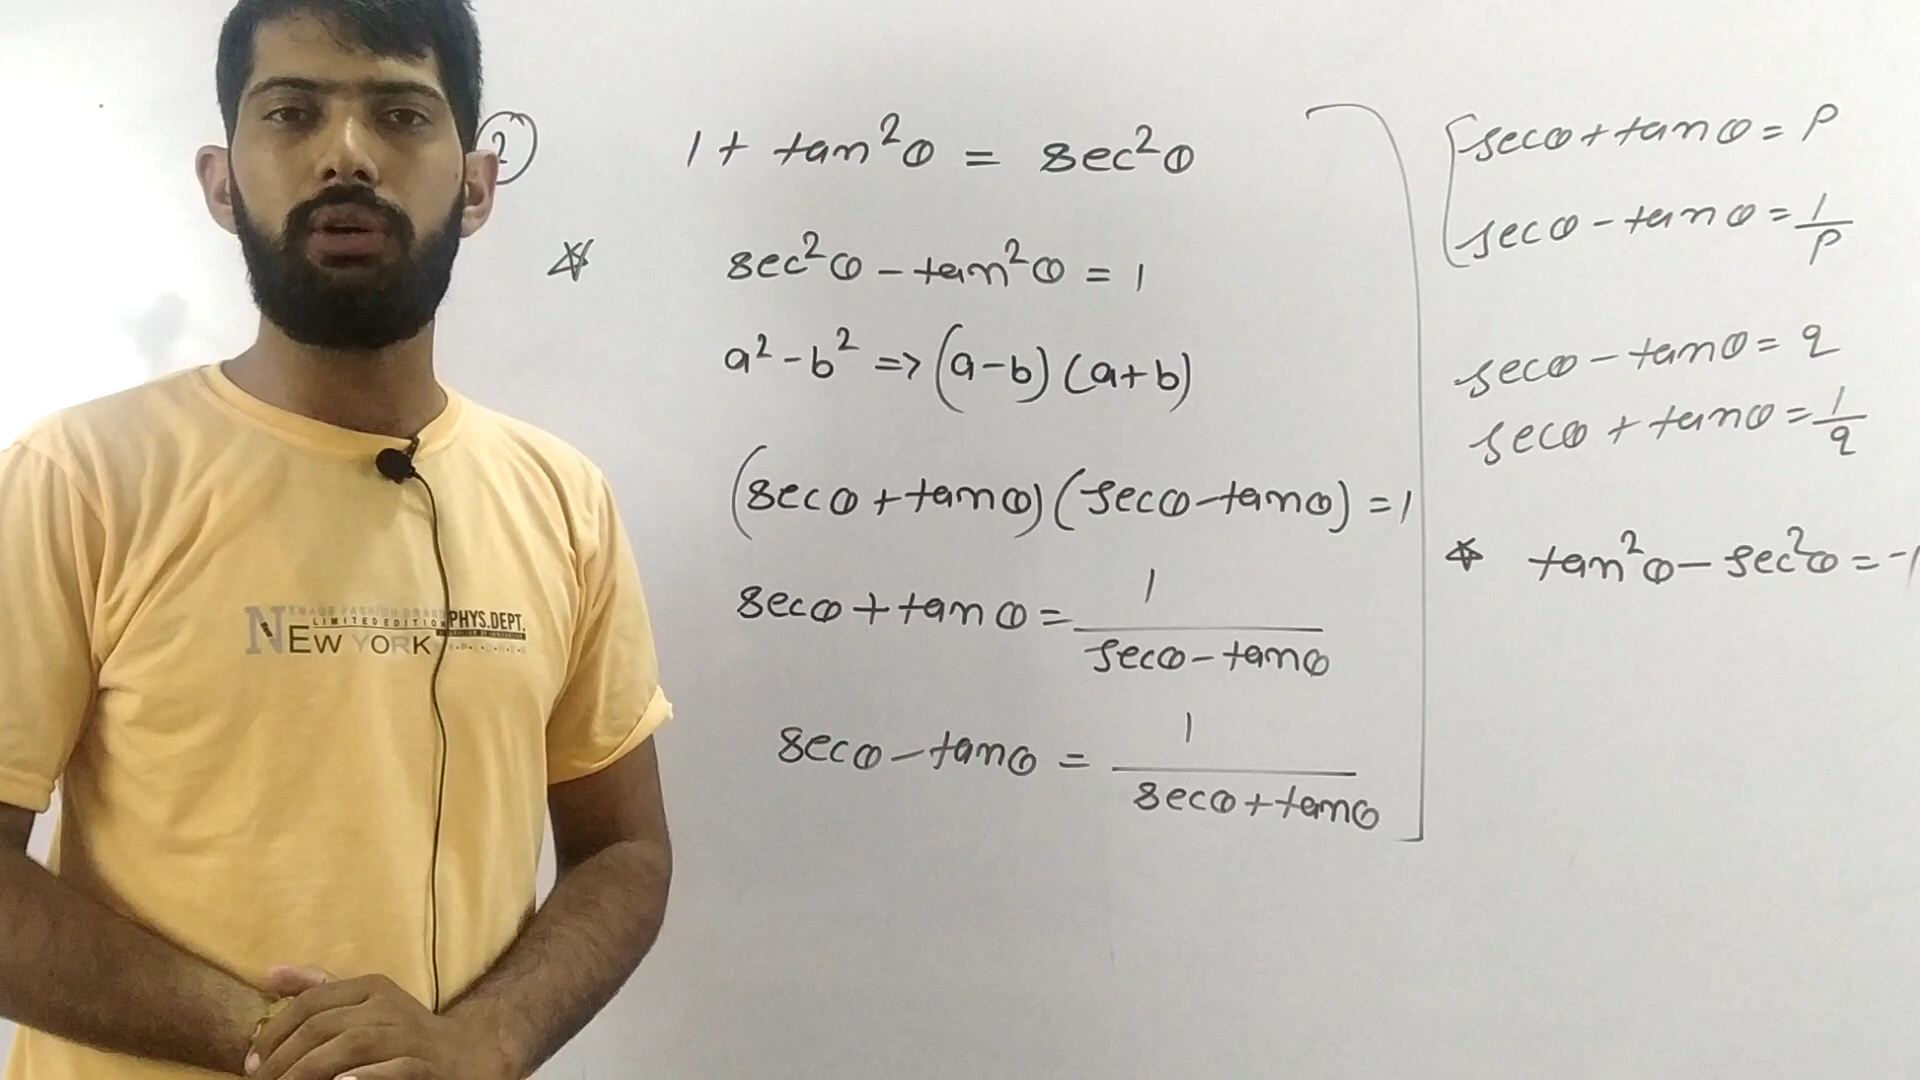 2
1 + tan²θ = sec²θ
sec²θ - tan²θ = 1
a² - b² => (a-b) (a+b)
(secθ + tanθ) (secθ - tanθ) = 1
secθ + tanθ = 1/(secθ - tanθ)
secθ - tanθ = 1/(secθ + tanθ)
secθ + tanθ = P
secθ - tanθ = 1/P
secθ - tanθ = q
secθ + tanθ = 1/q
tan²θ - sec²θ = -1
LIMITED EDITION PHYS.DEPT.
NEW YORK